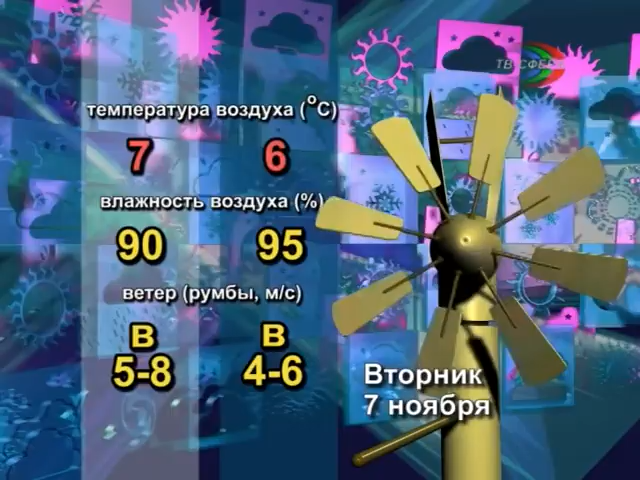 ТВ СФЕРА
температура воздуха (°C)
7 6
влажность воздуха (%)
90 95
ветер (румбы, м/с)
В В
5-8 4-6
Вторник
7 ноября